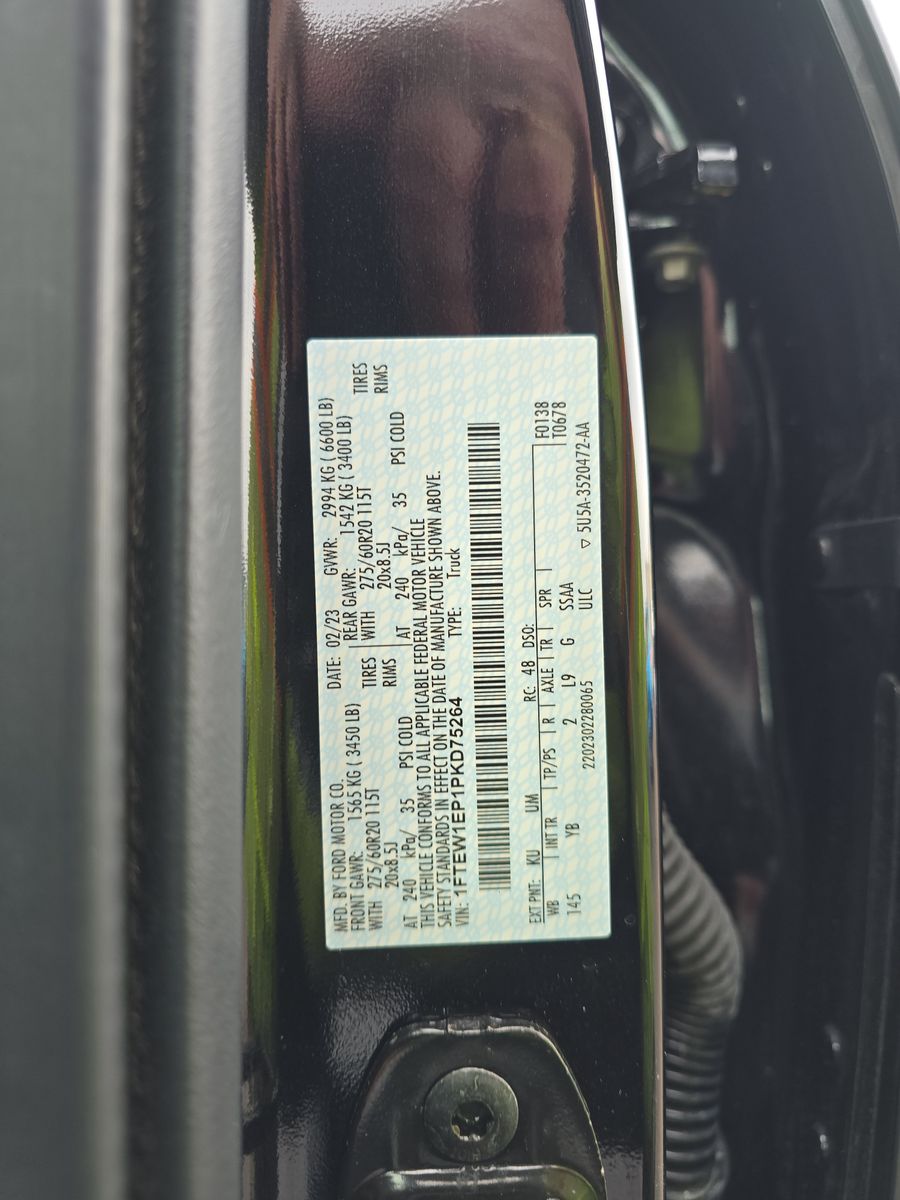 MFD. BY FORD MOTOR CO. DATE: 02/23 GVWR: 2994 KG ( 6600 LB)
FRONT GAWR: 1565 KG ( 3450 LB) REAR GAWR: 1542 KG ( 3400 LB)
WITH 275/60R20 115T TIRES WITH 275/60R20 115T TIRES
20x8.5J RIMS 20x8.5J RIMS
AT 240 kPa/ 35 PSI COLD AT 240 kPa/ 35 PSI COLD
THIS VEHICLE CONFORMS TO ALL APPLICABLE FEDERAL MOTOR VEHICLE
SAFETY STANDARDS IN EFFECT ON THE DATE OF MANUFACTURE SHOWN ABOVE.
VIN: 1FTEW1EP1PKD75264 TYPE: Truck
EXT PNT: KU UM RC: 48 DSO: F0138
WB INT TR TP/PS R AXLE TR SPR T0678
145 YB 2 L9 G SSAA
2202302280065 ULC ▽ 5U5A-3520472-AA